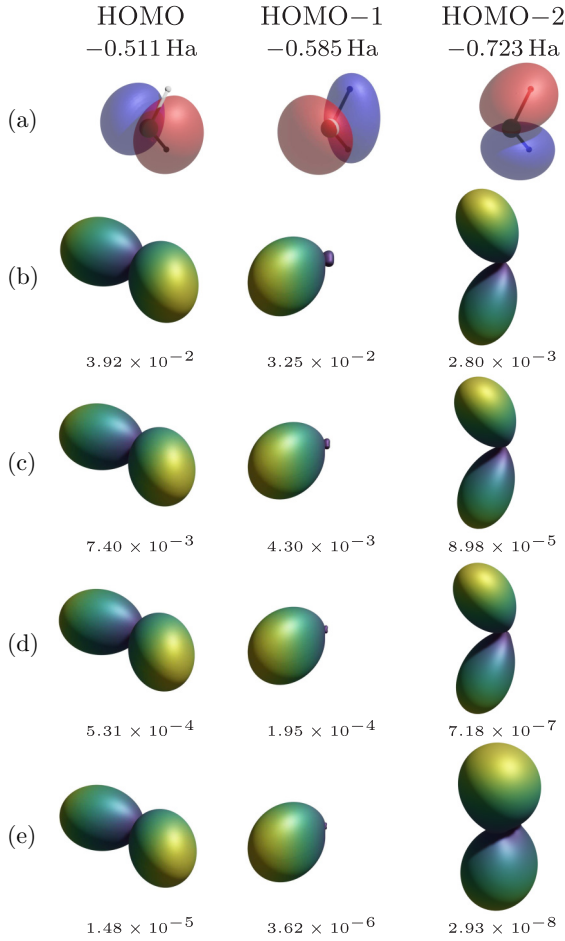 HOMO HOMO−1 HOMO−2
−0.511 Ha −0.585 Ha −0.723 Ha
(a)
(b)
3.92 × 10⁻² 3.25 × 10⁻² 2.80 × 10⁻³
(c)
7.40 × 10⁻³ 4.30 × 10⁻³ 8.98 × 10⁻⁵
(d)
5.31 × 10⁻⁴ 1.95 × 10⁻⁴ 7.18 × 10⁻⁷
(e)
1.48 × 10⁻⁵ 3.62 × 10⁻⁶ 2.93 × 10⁻⁸